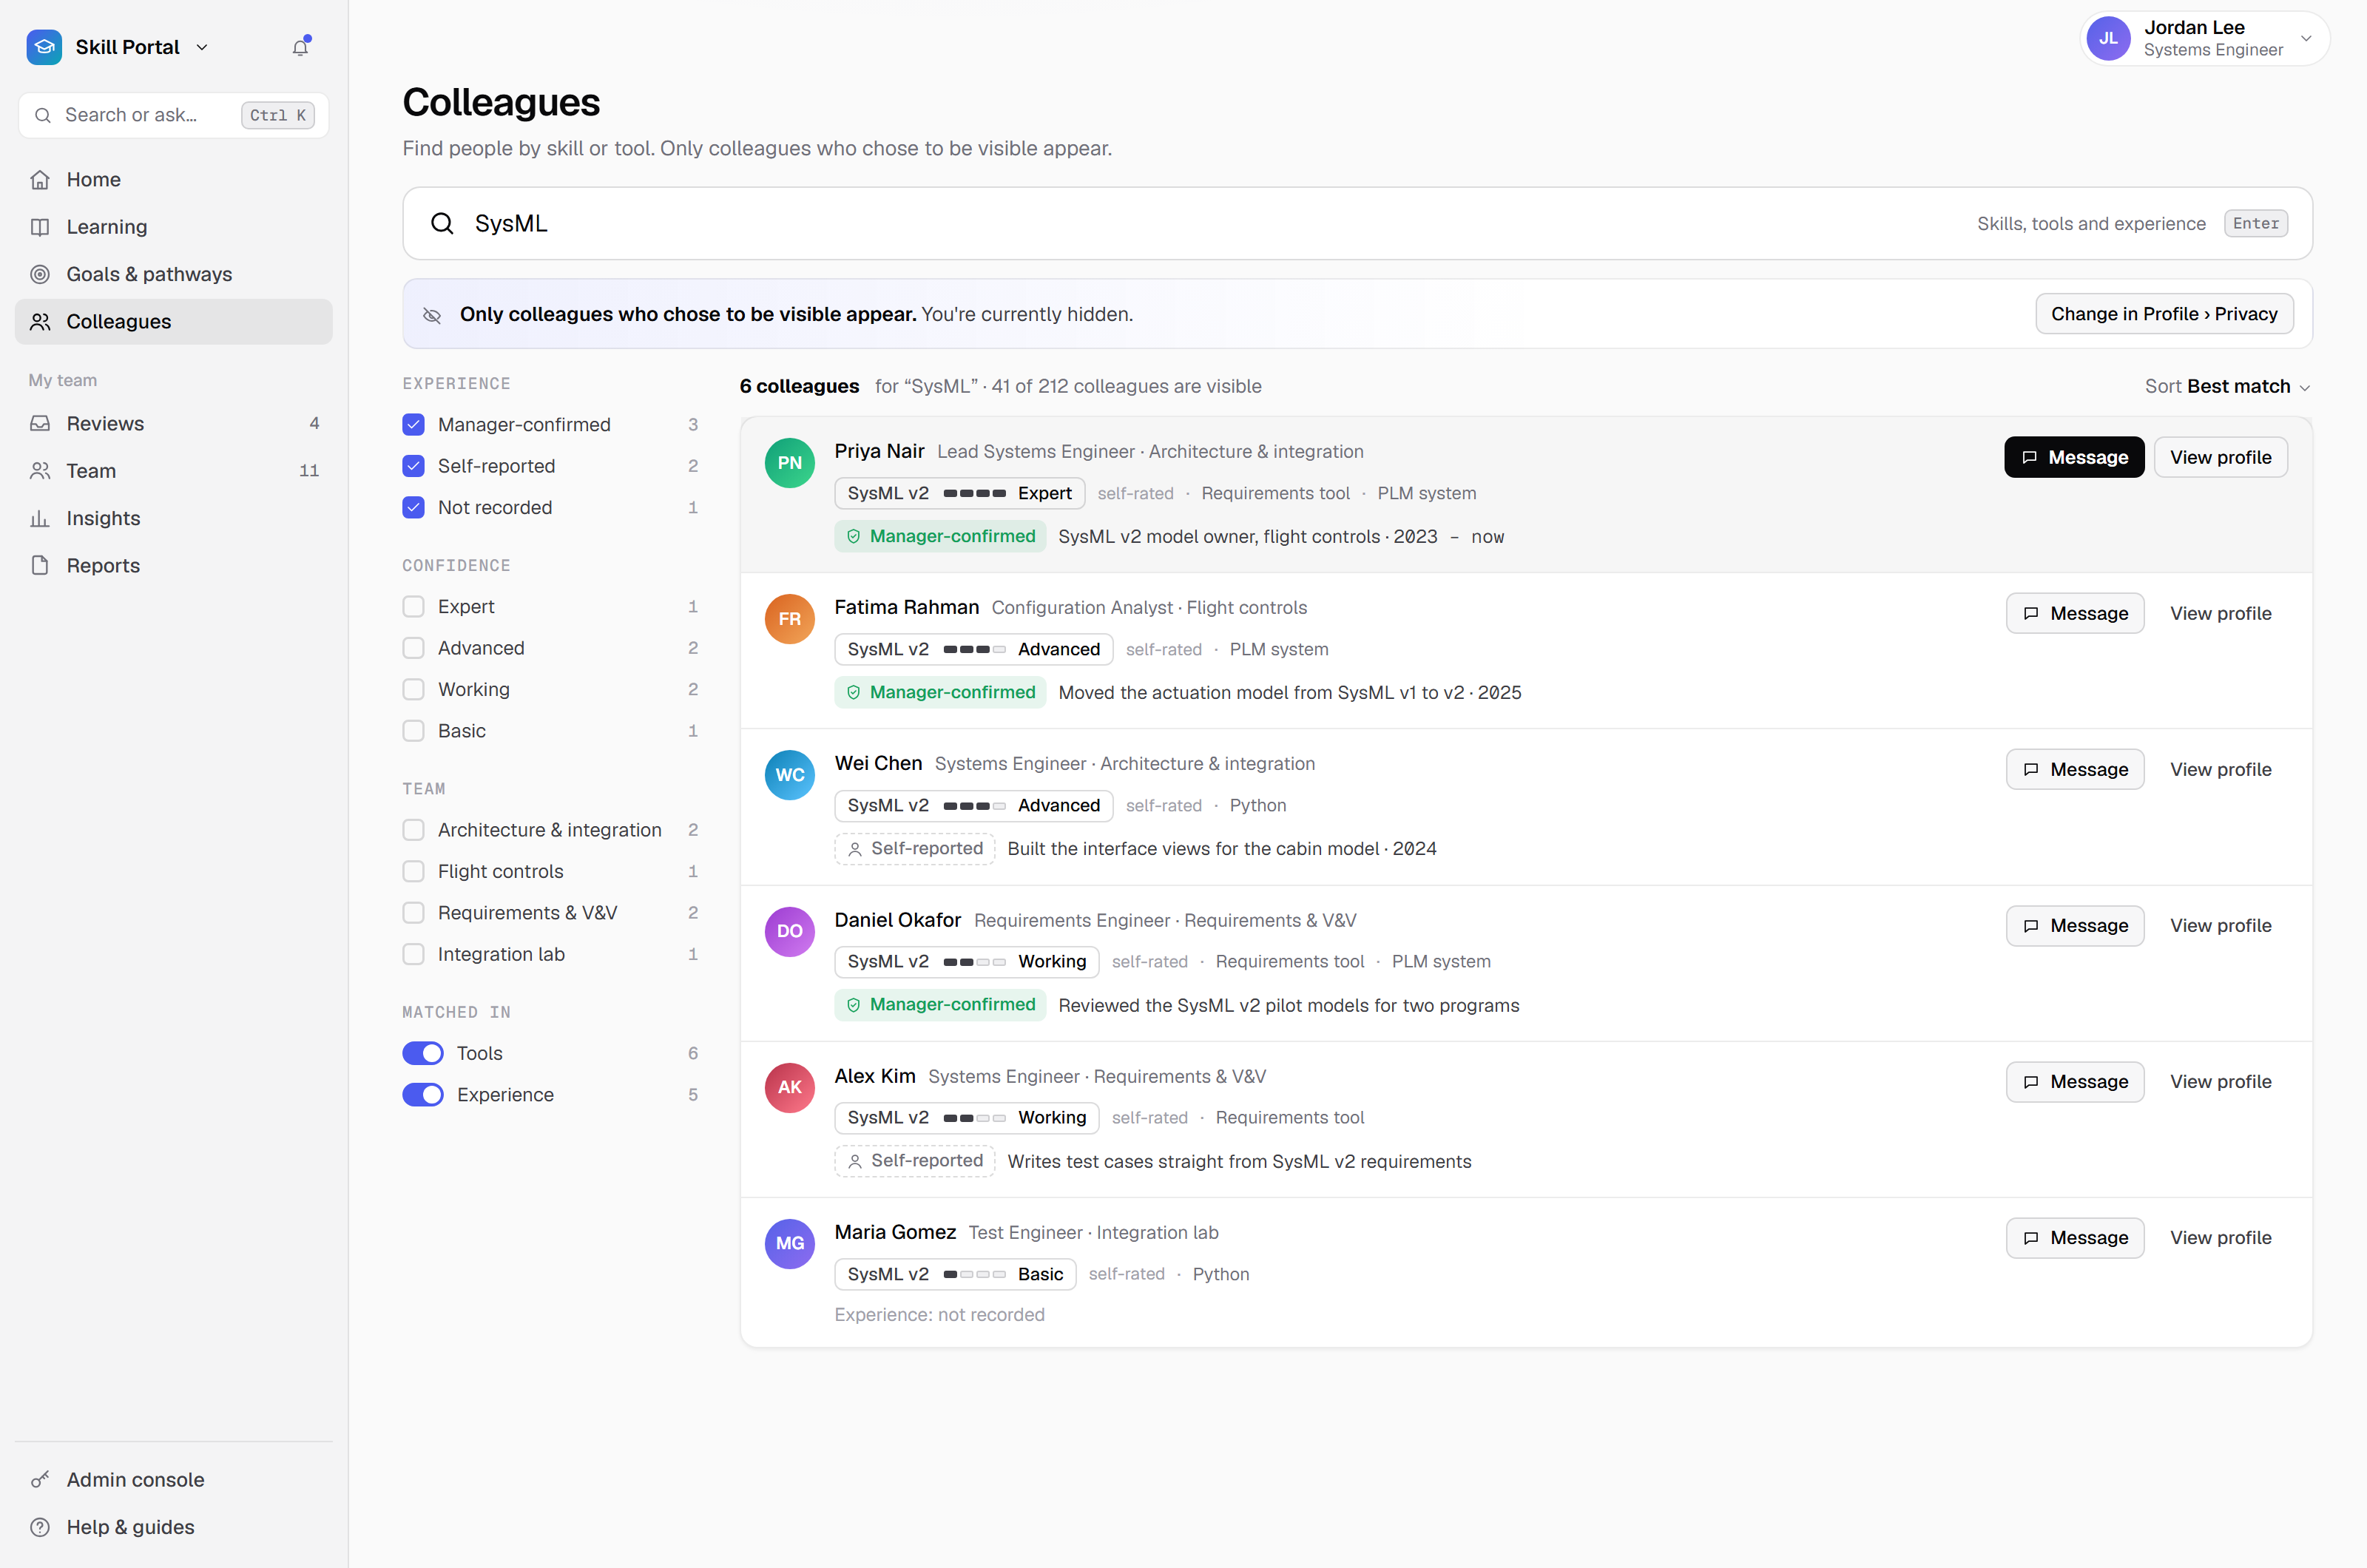 Skill Portal
Search or ask... Ctrl K
Home
Learning
Goals & pathways
Colleagues
My team
Reviews 4
Team 11
Insights
Reports
Admin console
Help & guides
JL Jordan Lee
Systems Engineer
Colleagues
Find people by skill or tool. Only colleagues who chose to be visible appear.
SysML Skills, tools and experience Enter
Only colleagues who chose to be visible appear. You're currently hidden. Change in Profile › Privacy
EXPERIENCE
Manager-confirmed 3
Self-reported 2
Not recorded 1
CONFIDENCE
Expert 1
Advanced 2
Working 2
Basic 1
TEAM
Architecture & integration 2
Flight controls 1
Requirements & V&V 2
Integration lab 1
MATCHED IN
Tools 6
Experience 5
6 colleagues for “SysML” · 41 of 212 colleagues are visible Sort Best match
PN Priya Nair Lead Systems Engineer · Architecture & integration Message View profile
SysML v2 Expert self-rated · Requirements tool · PLM system
Manager-confirmed SysML v2 model owner, flight controls · 2023 – now
FR Fatima Rahman Configuration Analyst · Flight controls Message View profile
SysML v2 Advanced self-rated · PLM system
Manager-confirmed Moved the actuation model from SysML v1 to v2 · 2025
WC Wei Chen Systems Engineer · Architecture & integration Message View profile
SysML v2 Advanced self-rated · Python
Self-reported Built the interface views for the cabin model · 2024
DO Daniel Okafor Requirements Engineer · Requirements & V&V Message View profile
SysML v2 Working self-rated · Requirements tool · PLM system
Manager-confirmed Reviewed the SysML v2 pilot models for two programs
AK Alex Kim Systems Engineer · Requirements & V&V Message View profile
SysML v2 Working self-rated · Requirements tool
Self-reported Writes test cases straight from SysML v2 requirements
MG Maria Gomez Test Engineer · Integration lab Message View profile
SysML v2 Basic self-rated · Python
Experience: not recorded